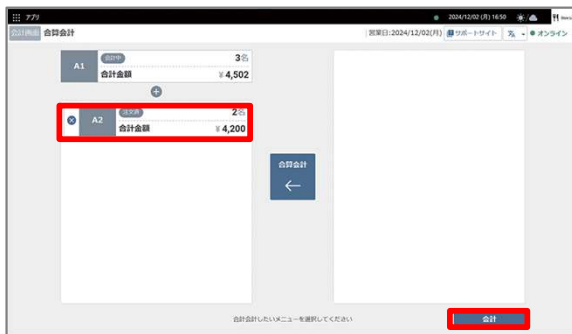 アプリ
2024/12/02 (月) 16:50
会計画面 合算会計
営業日:2024/12/02(月)
サポートサイト
オンライン
A1
会計中
3名
合計金額
¥ 4,502
A2
注文済
2名
合計金額
¥ 4,200
合算会計
合計会計したいメニューを選択してください
会計